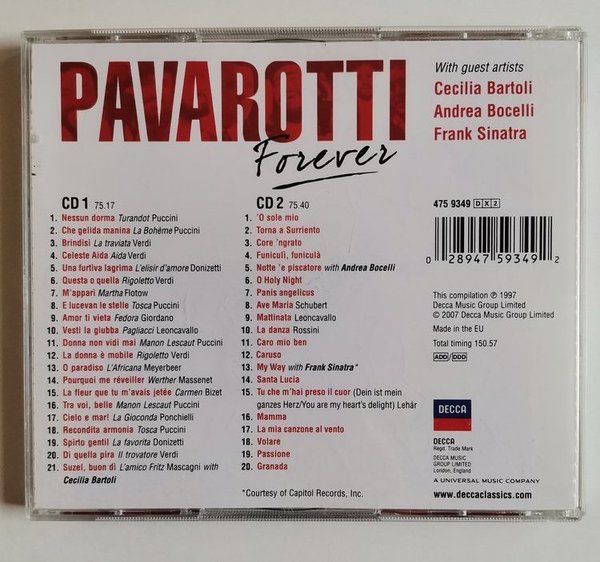 PAVAROTTI
Forever
With guest artists
Cecilia Bartoli
Andrea Bocelli
Frank Sinatra
CD 1 75.17
1. Nessun dorma Turandot Puccini
2. Che gelida manina La Bohème Puccini
3. Brindisi La traviata Verdi
4. Celeste Aida Aida Verdi
5. Una furtiva lagrima L'elisir d'amore Donizetti
6. Questa o quella Rigoletto Verdi
7. M'apparì Martha Flotow
8. E lucevan le stelle Tosca Puccini
9. Amor ti vieta Fedora Giordano
10. Vesti la giubba Pagliacci Leoncavallo
11. Donna non vidi mai Manon Lescaut Puccini
12. La donna è mobile Rigoletto Verdi
13. O paradiso L'Africana Meyerbeer
14. Pourquoi me réveiller Werther Massenet
15. La fleur que tu m'avais jetée Carmen Bizet
16. Tra voi, belle Manon Lescaut Puccini
17. Cielo e mar! La Gioconda Ponchielli
18. Recondita armonia Tosca Puccini
19. Spirto gentil La favorita Donizetti
20. Di quella pira Il trovatore Verdi
21. Suzel, buon dì L'amico Fritz Mascagni with
Cecilia Bartoli
CD 2 75.40
1. 'O sole mio
2. Torna a Surriento
3. Core 'ngrato
4. Funiculì, funiculà
5. Notte 'e piscatore with Andrea Bocelli
6. O Holy Night
7. Panis angelicus
8. Ave Maria Schubert
9. Mattinata Leoncavallo
10. La danza Rossini
11. Caro mio ben
12. Caruso
13. My Way with Frank Sinatra*
14. Santa Lucia
15. Tu che m'hai preso il cuor (Dein ist mein
ganzes Herz/You are my heart's delight) Lehár
16. Mamma
17. La mia canzone al vento
18. Volare
19. Passione
20. Granada
*Courtesy of Capitol Records, Inc.
475 9349 DX2
0 28947 59349 2
This compilation ℗ 1997
Decca Music Group Limited
© 2007 Decca Music Group Limited
Made in the EU
Total timing 150.57
ADD/DDD
DECCA
DECCA
Regd. Trade Mark
DECCA MUSIC
GROUP LIMITED
London, England
A UNIVERSAL MUSIC COMPANY
www.deccaclassics.com